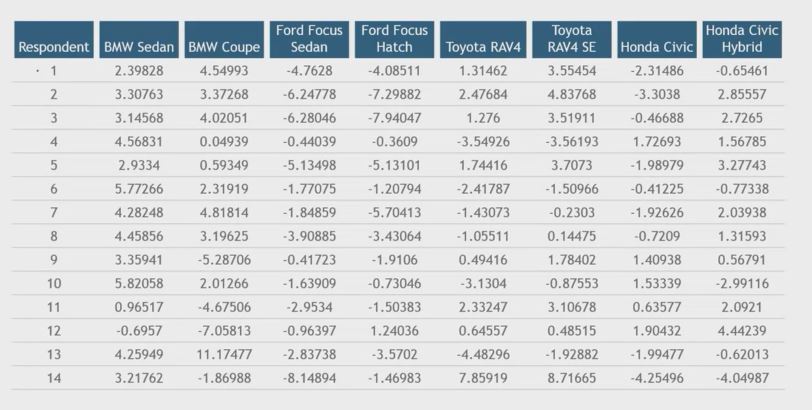 Respondent BMW Sedan BMW Coupe Ford Focus Sedan Ford Focus Hatch Toyota RAV4 Toyota RAV4 SE Honda Civic Honda Civic Hybrid
1 2.39828 4.54993 -4.7628 -4.08511 1.31462 3.55454 -2.31486 -0.65461
2 3.30763 3.37268 -6.24778 -7.29882 2.47684 4.83768 -3.3038 2.85557
3 3.14568 4.02051 -6.28046 -7.94047 1.276 3.51911 -0.46688 2.7265
4 4.56831 0.04939 -0.44039 -0.3609 -3.54926 -3.56193 1.72693 1.56785
5 2.9334 0.59349 -5.13498 -5.13101 1.74416 3.7073 -1.98979 3.27743
6 5.77266 2.31919 -1.77075 -1.20794 -2.41787 -1.50966 -0.41225 -0.77338
7 4.28248 4.81814 -1.84859 -5.70413 -1.43073 -0.2303 -1.92626 2.03938
8 4.45856 3.19625 -3.90885 -3.43064 -1.05511 0.14475 -0.7209 1.31593
9 3.35941 -5.28706 -0.41723 -1.9106 0.49416 1.78402 1.40938 0.56791
10 5.82058 2.01266 -1.63909 -0.73046 -3.1304 -0.87553 1.53339 -2.99116
11 0.96517 -4.67506 -2.9534 -1.50383 2.33247 3.10678 0.63577 2.0921
12 -0.6957 -7.05813 -0.96397 1.24036 0.64557 0.48515 1.90432 4.44239
13 4.25949 11.17477 -2.83738 -3.5702 -4.48296 -1.92882 -1.99477 -0.62013
14 3.21762 -1.86988 -8.14894 -1.46983 7.85919 8.71665 -4.25496 -4.04987